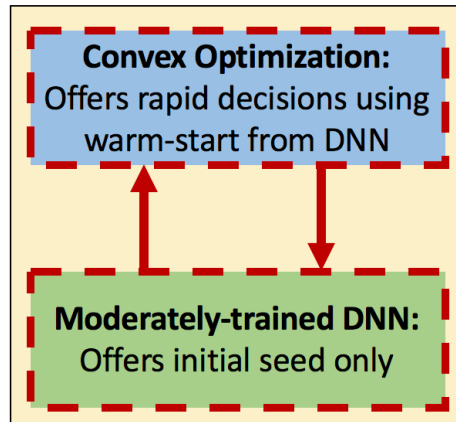 Convex Optimization:
Offers rapid decisions using
warm-start from DNN
Moderately-trained DNN:
Offers initial seed only